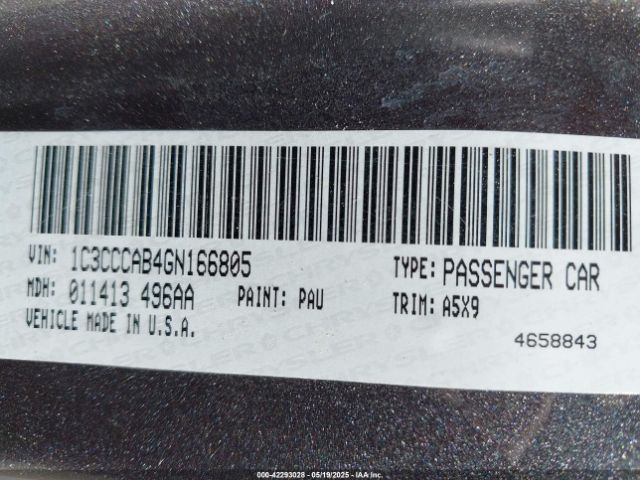 VIN: 1C3CCCAB4GN166805 TYPE: PASSENGER CAR
MDH: 011413 496AA PAINT: PAU TRIM: A5X9
VEHICLE MADE IN U.S.A.
4658843
000-42293028 - 05/19/2025 - © IAA Inc.